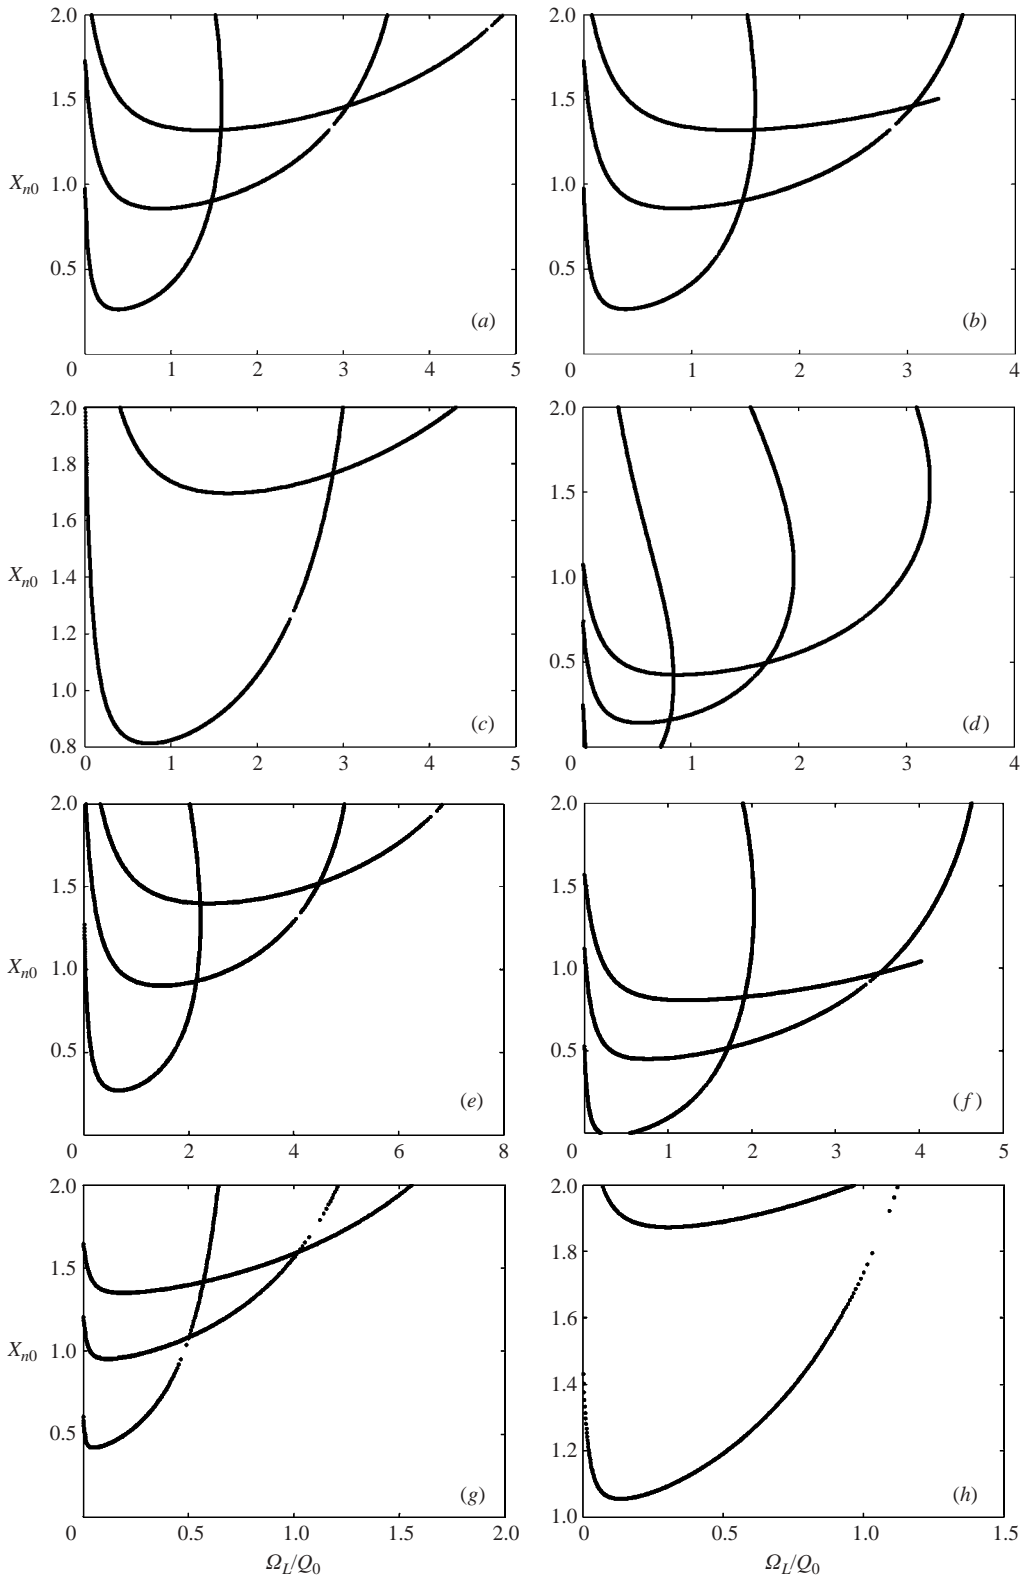 2.0
1.5
X_{n0} 1.0
0.5
(a)
0 1 2 3 4 5
2.0
1.5
1.0
0.5
(b)
0 1 2 3 4
2.0
1.8
1.6
X_{n0} 1.4
1.2
1.0
(c)
0.8
0 1 2 3 4 5
2.0
1.5
1.0
0.5
(d)
0 1 2 3 4
2.0
1.5
X_{n0} 1.0
0.5
(e)
0 2 4 6 8
2.0
1.5
1.0
0.5
(f)
0 1 2 3 4 5
2.0
1.5
X_{n0} 1.0
0.5
(g)
0 0.5 1.0 1.5 2.0
Ω_L/Q_0
2.0
1.8
1.6
1.4
1.2
(h)
1.0
0 0.5 1.0 1.5
Ω_L/Q_0